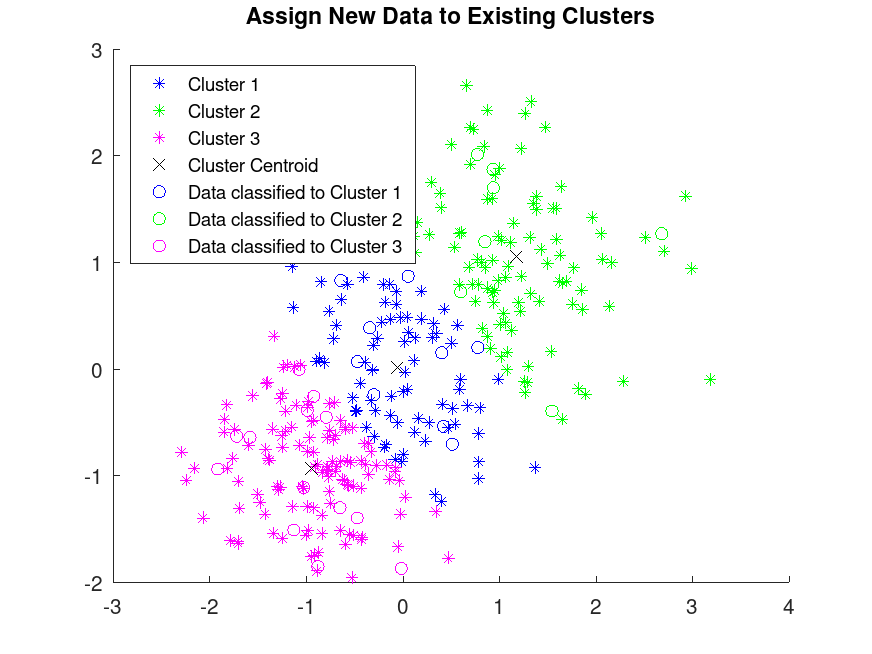 Assign New Data to Existing Clusters
3
Cluster 1
Cluster 2
Cluster 3
Cluster Centroid
Data classified to Cluster 1
Data classified to Cluster 2
Data classified to Cluster 3
2
1
0
-1
-2
-3 -2 -1 0 1 2 3 4